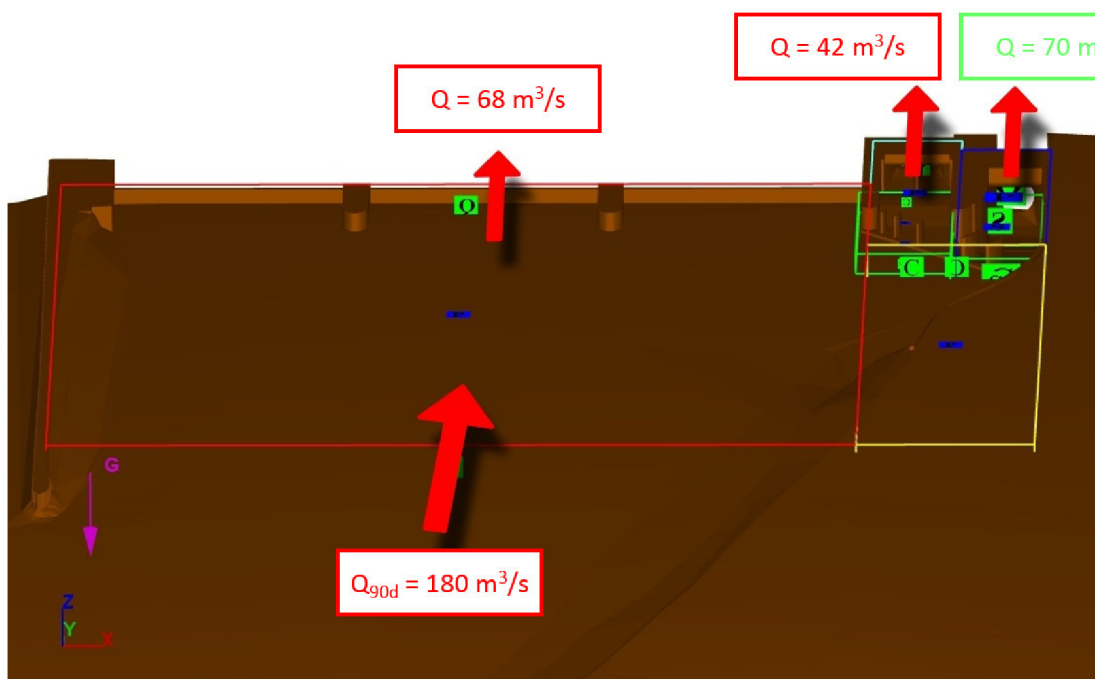 Q = 42 m³/s
Q = 70 m
Q = 68 m³/s
Q
2
C
G
Q₉₀d = 180 m³/s
Z
Y
X